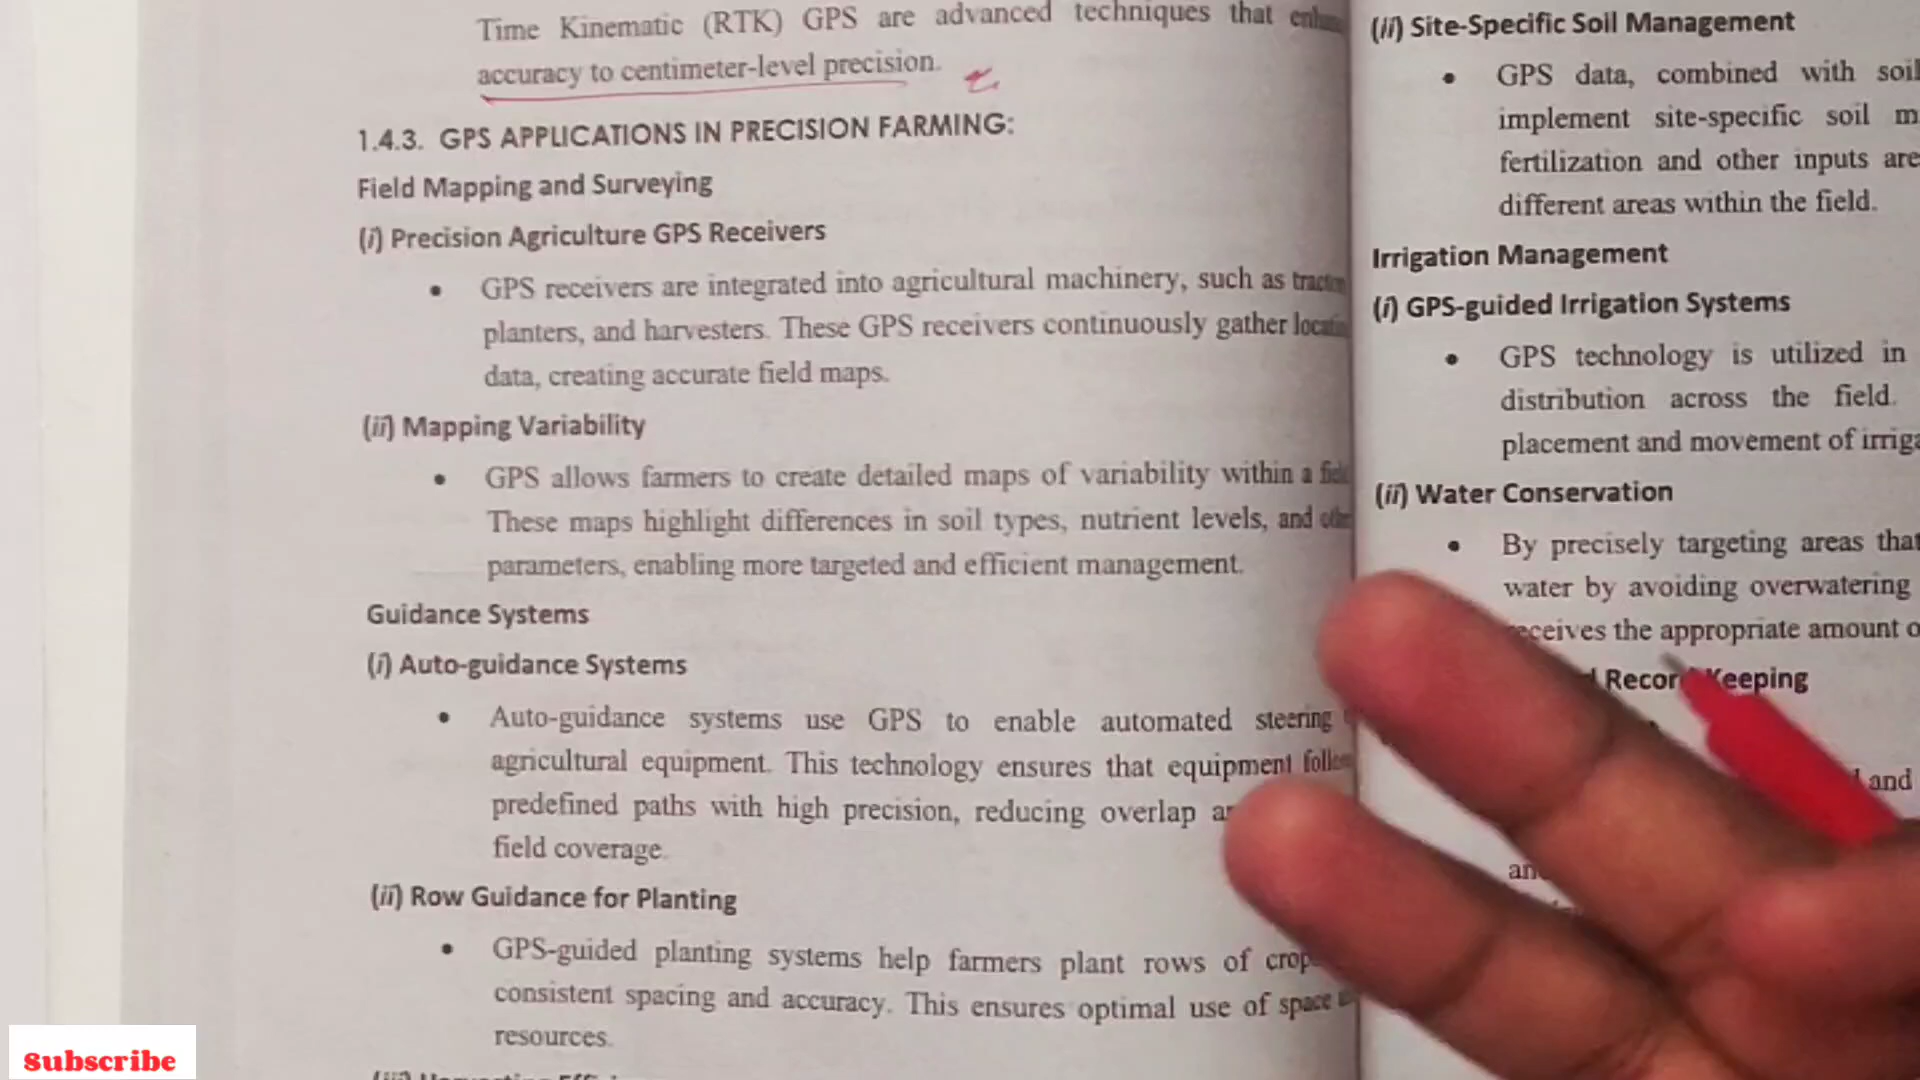 Time Kinematic (RTK) GPS are advanced techniques that
accuracy to centimeter-level precision.
1.4.3. GPS APPLICATIONS IN PRECISION FARMING:
Field Mapping and Surveying
(i) Precision Agriculture GPS Receivers
• GPS receivers are integrated into agricultural machinery, such as
planters, and harvesters. These GPS receivers continuously gather
data, creating accurate field maps.
(ii) Mapping Variability
• GPS allows farmers to create detailed maps of variability within a
These maps highlight differences in soil types, nutrient levels, and
parameters, enabling more targeted and efficient management.
Guidance Systems
(i) Auto-guidance Systems
• Auto-guidance systems use GPS to enable automated steering
agricultural equipment. This technology ensures that equipment
predefined paths with high precision, reducing overlap
field coverage.
(ii) Row Guidance for Planting
• GPS-guided planting systems help farmers plant rows of
consistent spacing and accuracy. This ensures optimal use of space
resources.
(ii) Site-Specific Soil Management
• GPS data, combined with soil
implement site-specific soil
fertilization and other inputs are
different areas within the field.
Irrigation Management
(i) GPS-guided Irrigation Systems
• GPS technology is utilized in
distribution across the field.
placement and movement of
(ii) Water Conservation
• By precisely targeting areas that
water by avoiding overwatering
the appropriate amount
Keeping
and
Subscribe